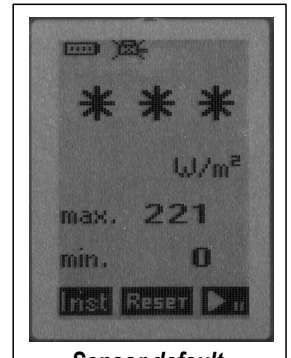 * * *
W/m²
max. 221
min. 0
Inst Reset
Sensor default